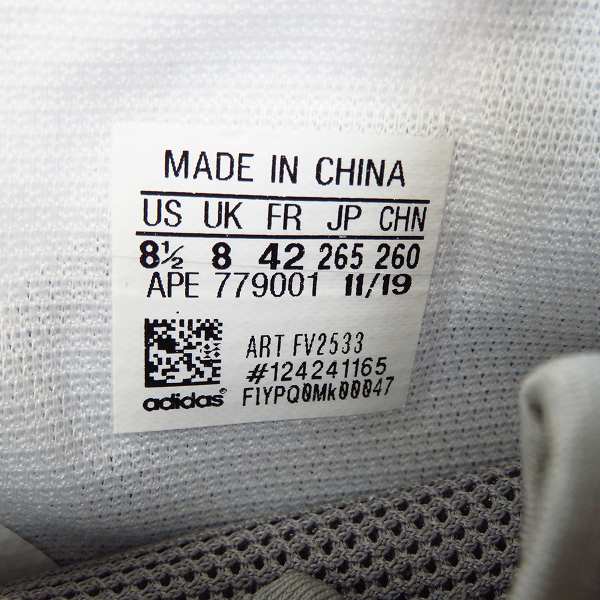 MADE IN CHINA
US UK FR JP CHN
8½ 8 42 265 260
APE 779001 11/19
ART FV2533
#124241165
adidas® FIYPQ0Mk00047